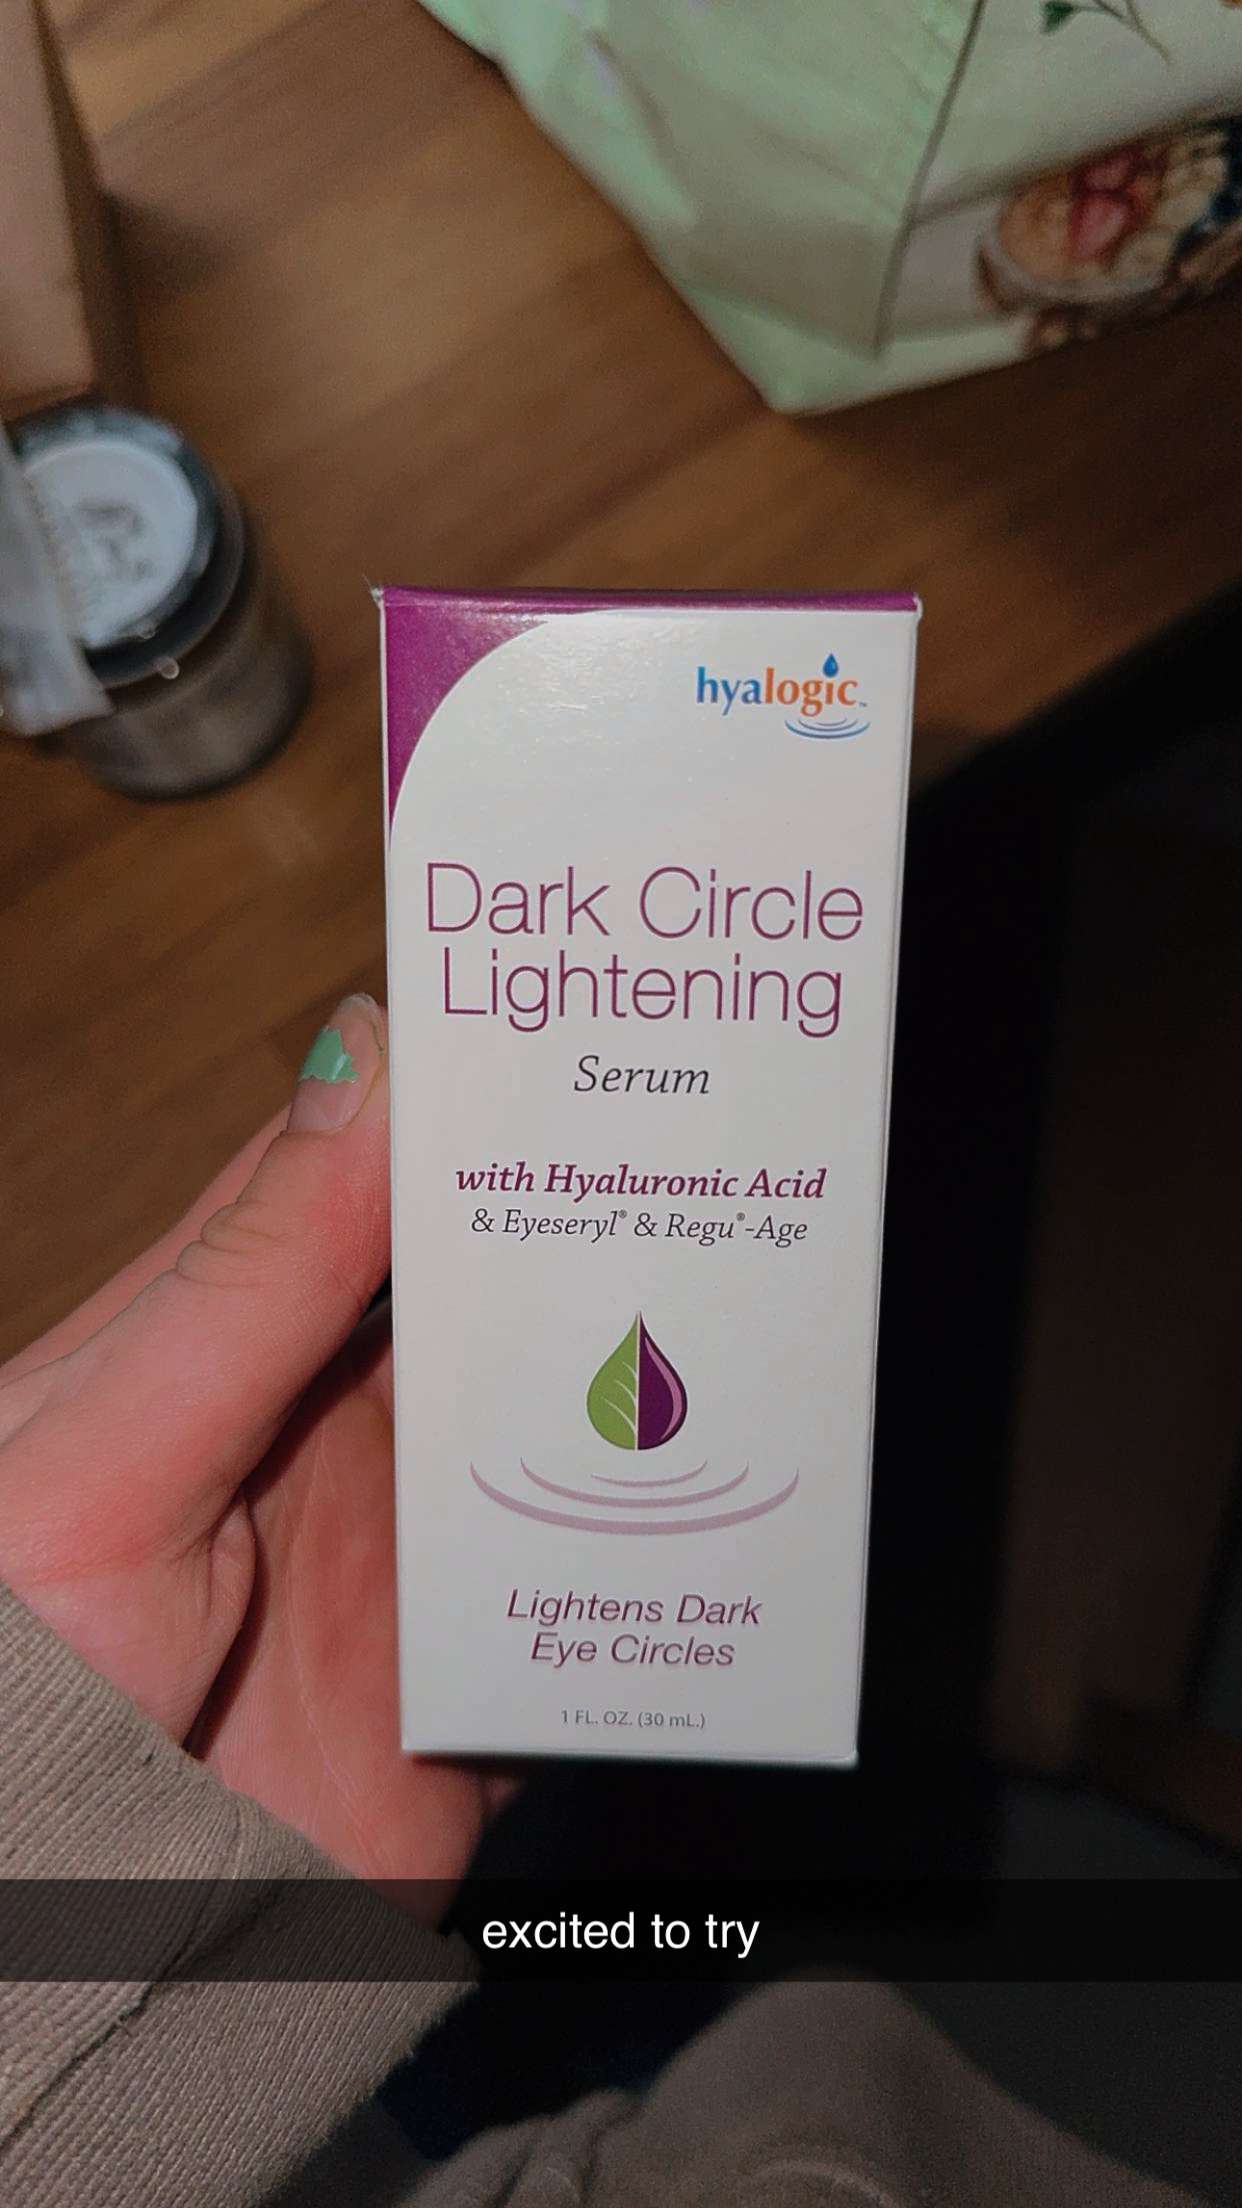 hyalogic™
Dark Circle
Lightening
Serum
with Hyaluronic Acid
& Eyeseryl® & Regu®-Age
Lightens Dark
Eye Circles
1 FL. OZ. (30 mL.)
excited to try